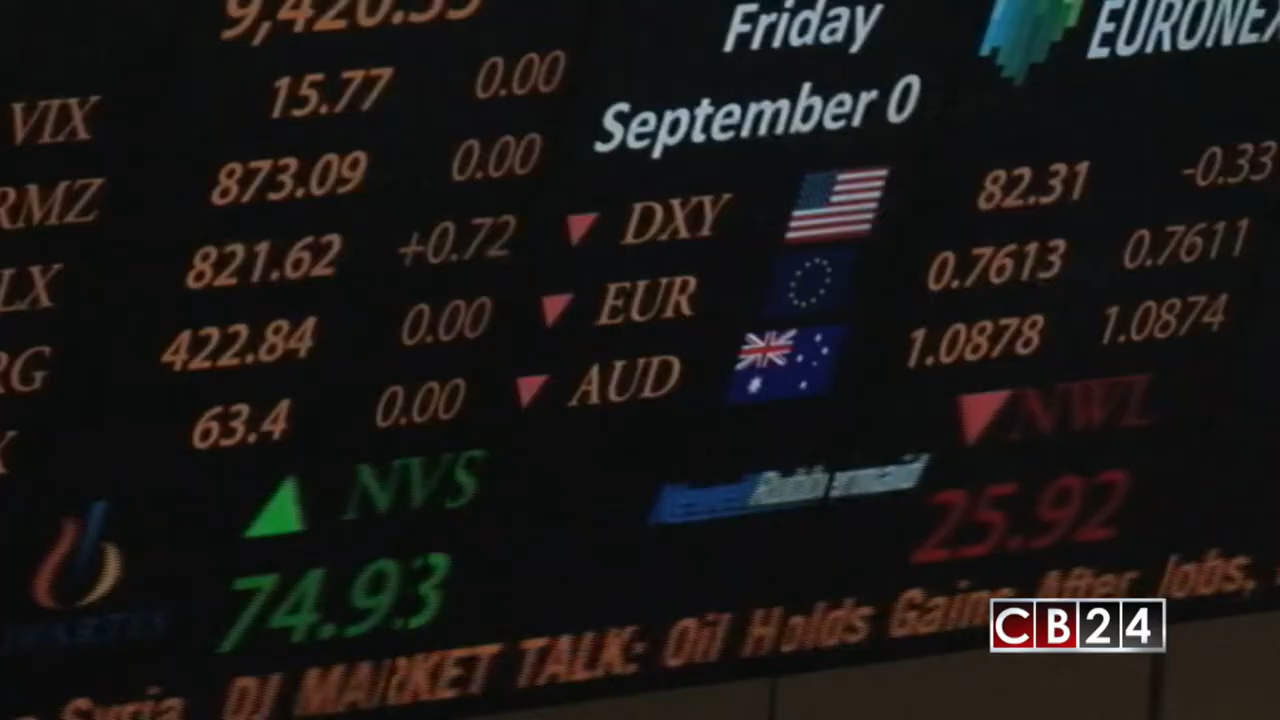 9,420.55
Friday
EURONEX
VIX 15.77 0.00
September 0
RMZ 873.09 0.00
LX 821.62 +0.72
DXY 82.31 -0.33
RG 422.84 0.00
EUR 0.7613 0.7611
X 63.4 0.00
AUD 1.0878 1.0874
NVS
NWL
74.93
Newell
25.92
Syria DJ MARKET TALK: Oil Holds Gains After Jobs,
CB24